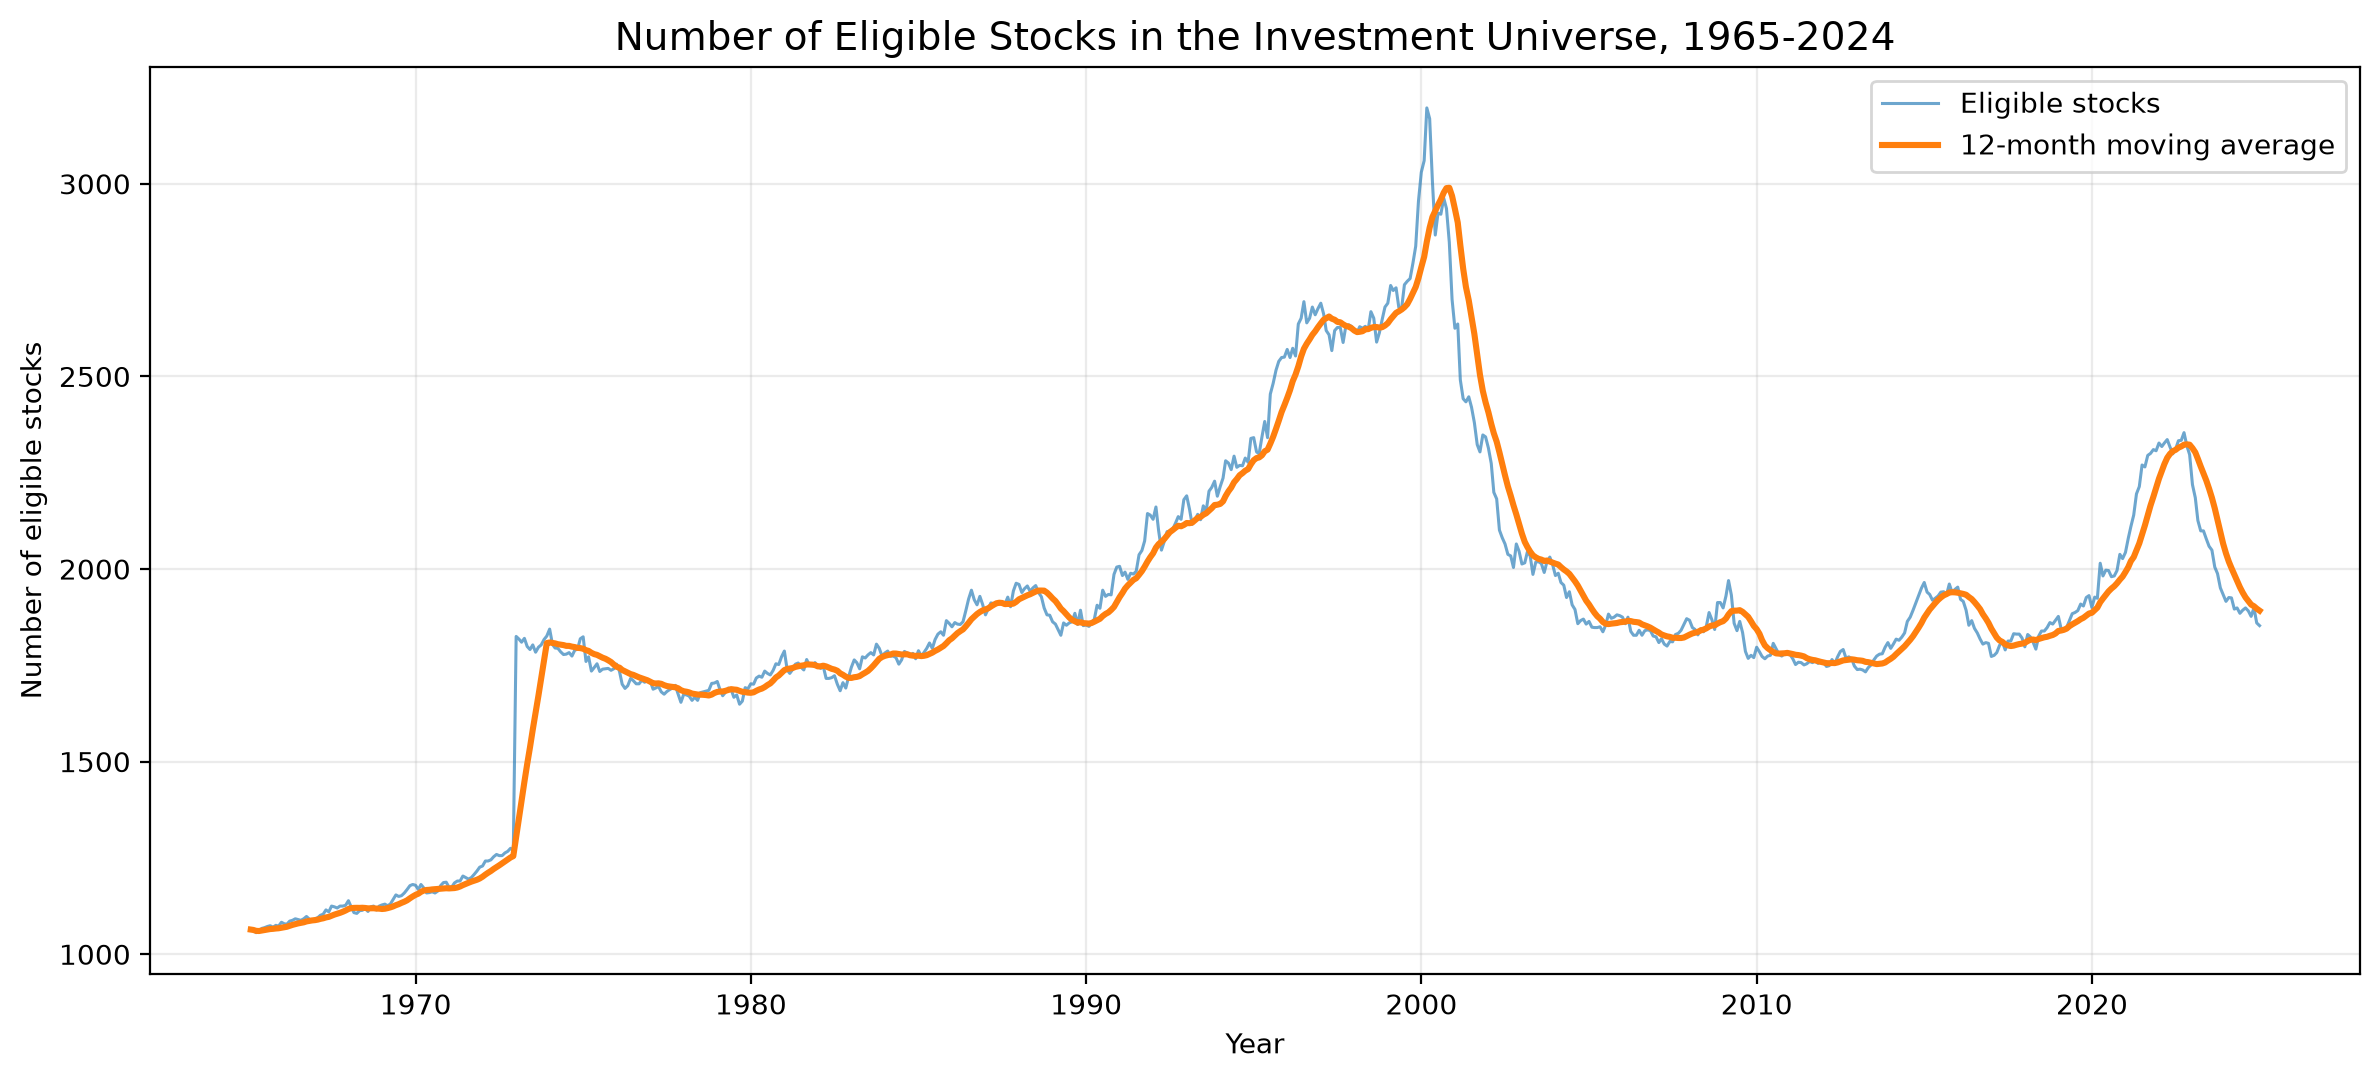 Number of Eligible Stocks in the Investment Universe, 1965-2024
Eligible stocks
12-month moving average
Number of eligible stocks
3000
2500
2000
1500
1000
1970
1980
1990
2000
2010
2020
Year